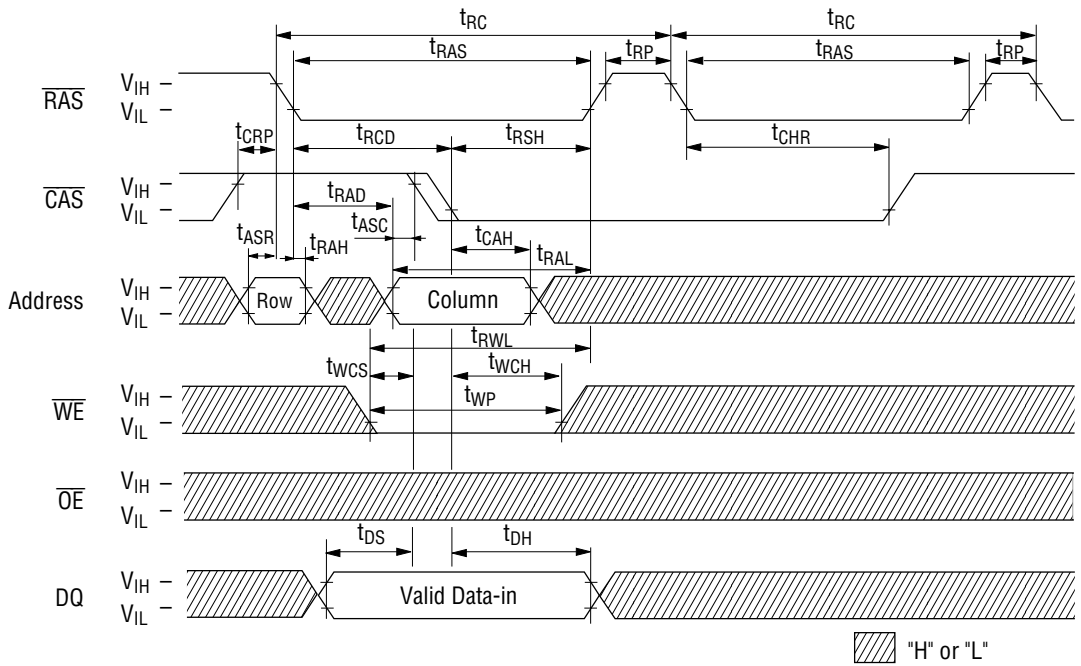 tRC tRC
tRAS tRP tRAS tRP
RAS VIH
VIL
tCRP tRCD tRSH tCHR
CAS VIH
VIL
tRAD
tASC
tASR tRAH tCAH tRAL
Address VIH
VIL
Row Column
tRWL
tWCS tWCH
tWP
WE VIH
VIL
OE VIH
VIL
tDS tDH
DQ VIH
VIL
Valid Data-in
"H" or "L"